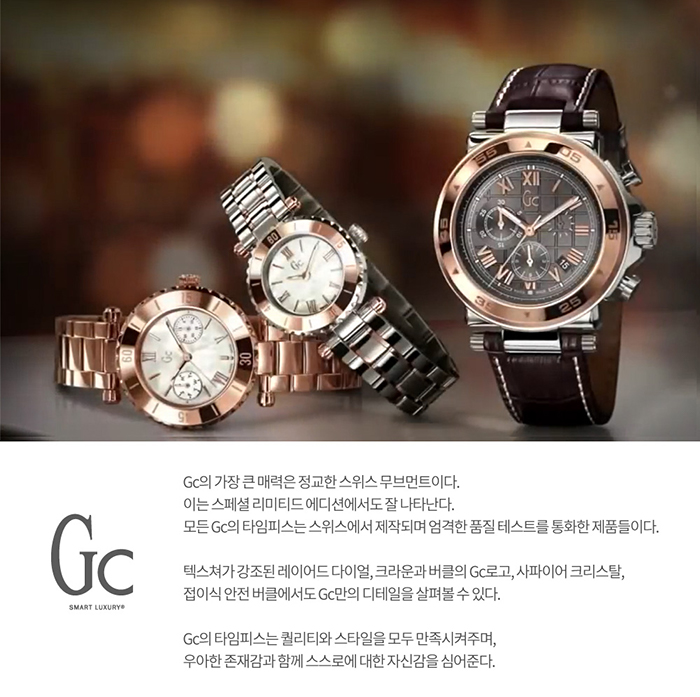 Gc의 가장 큰 매력은 정교한 스위스 무브먼트이다.
이는 스페셜 리미티드 에디션에서도 잘 나타난다.
모든 Gc의 타임피스는 스위스에서 제작되며 엄격한 품질 테스트를 통화한 제품들이다.
텍스쳐가 강조된 레이어드 다이얼, 크라운과 버클의 Gc로고, 사파이어 크리스탈,
접이식 안전 버클에서도 Gc만의 디테일을 살펴볼 수 있다.
Gc
SMART LUXURY®
Gc의 타임피스는 퀄리티와 스타일을 모두 만족시켜주며,
우아한 존재감과 함께 스스로에 대한 자신감을 심어준다.